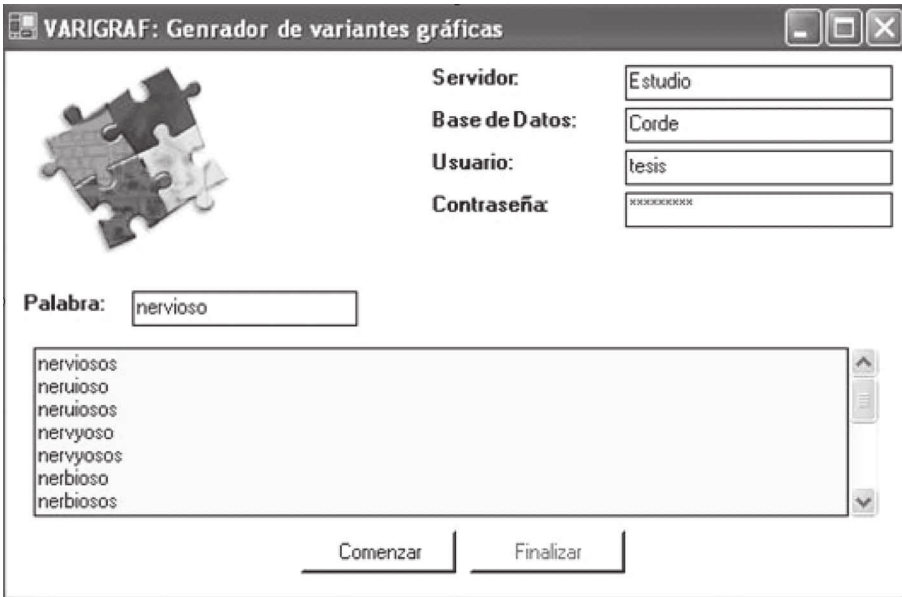 VARIGRAF: Genrador de variantes gráficas
Servidor: Estudio
Base de Datos: Corde
Usuario: tesis
Contraseña: xxxxxxxxx
Palabra: nervioso
nerviosos
neruioso
neruiosos
nervyoso
nervyosos
nerbioso
nerbiosos
Comenzar Finalizar